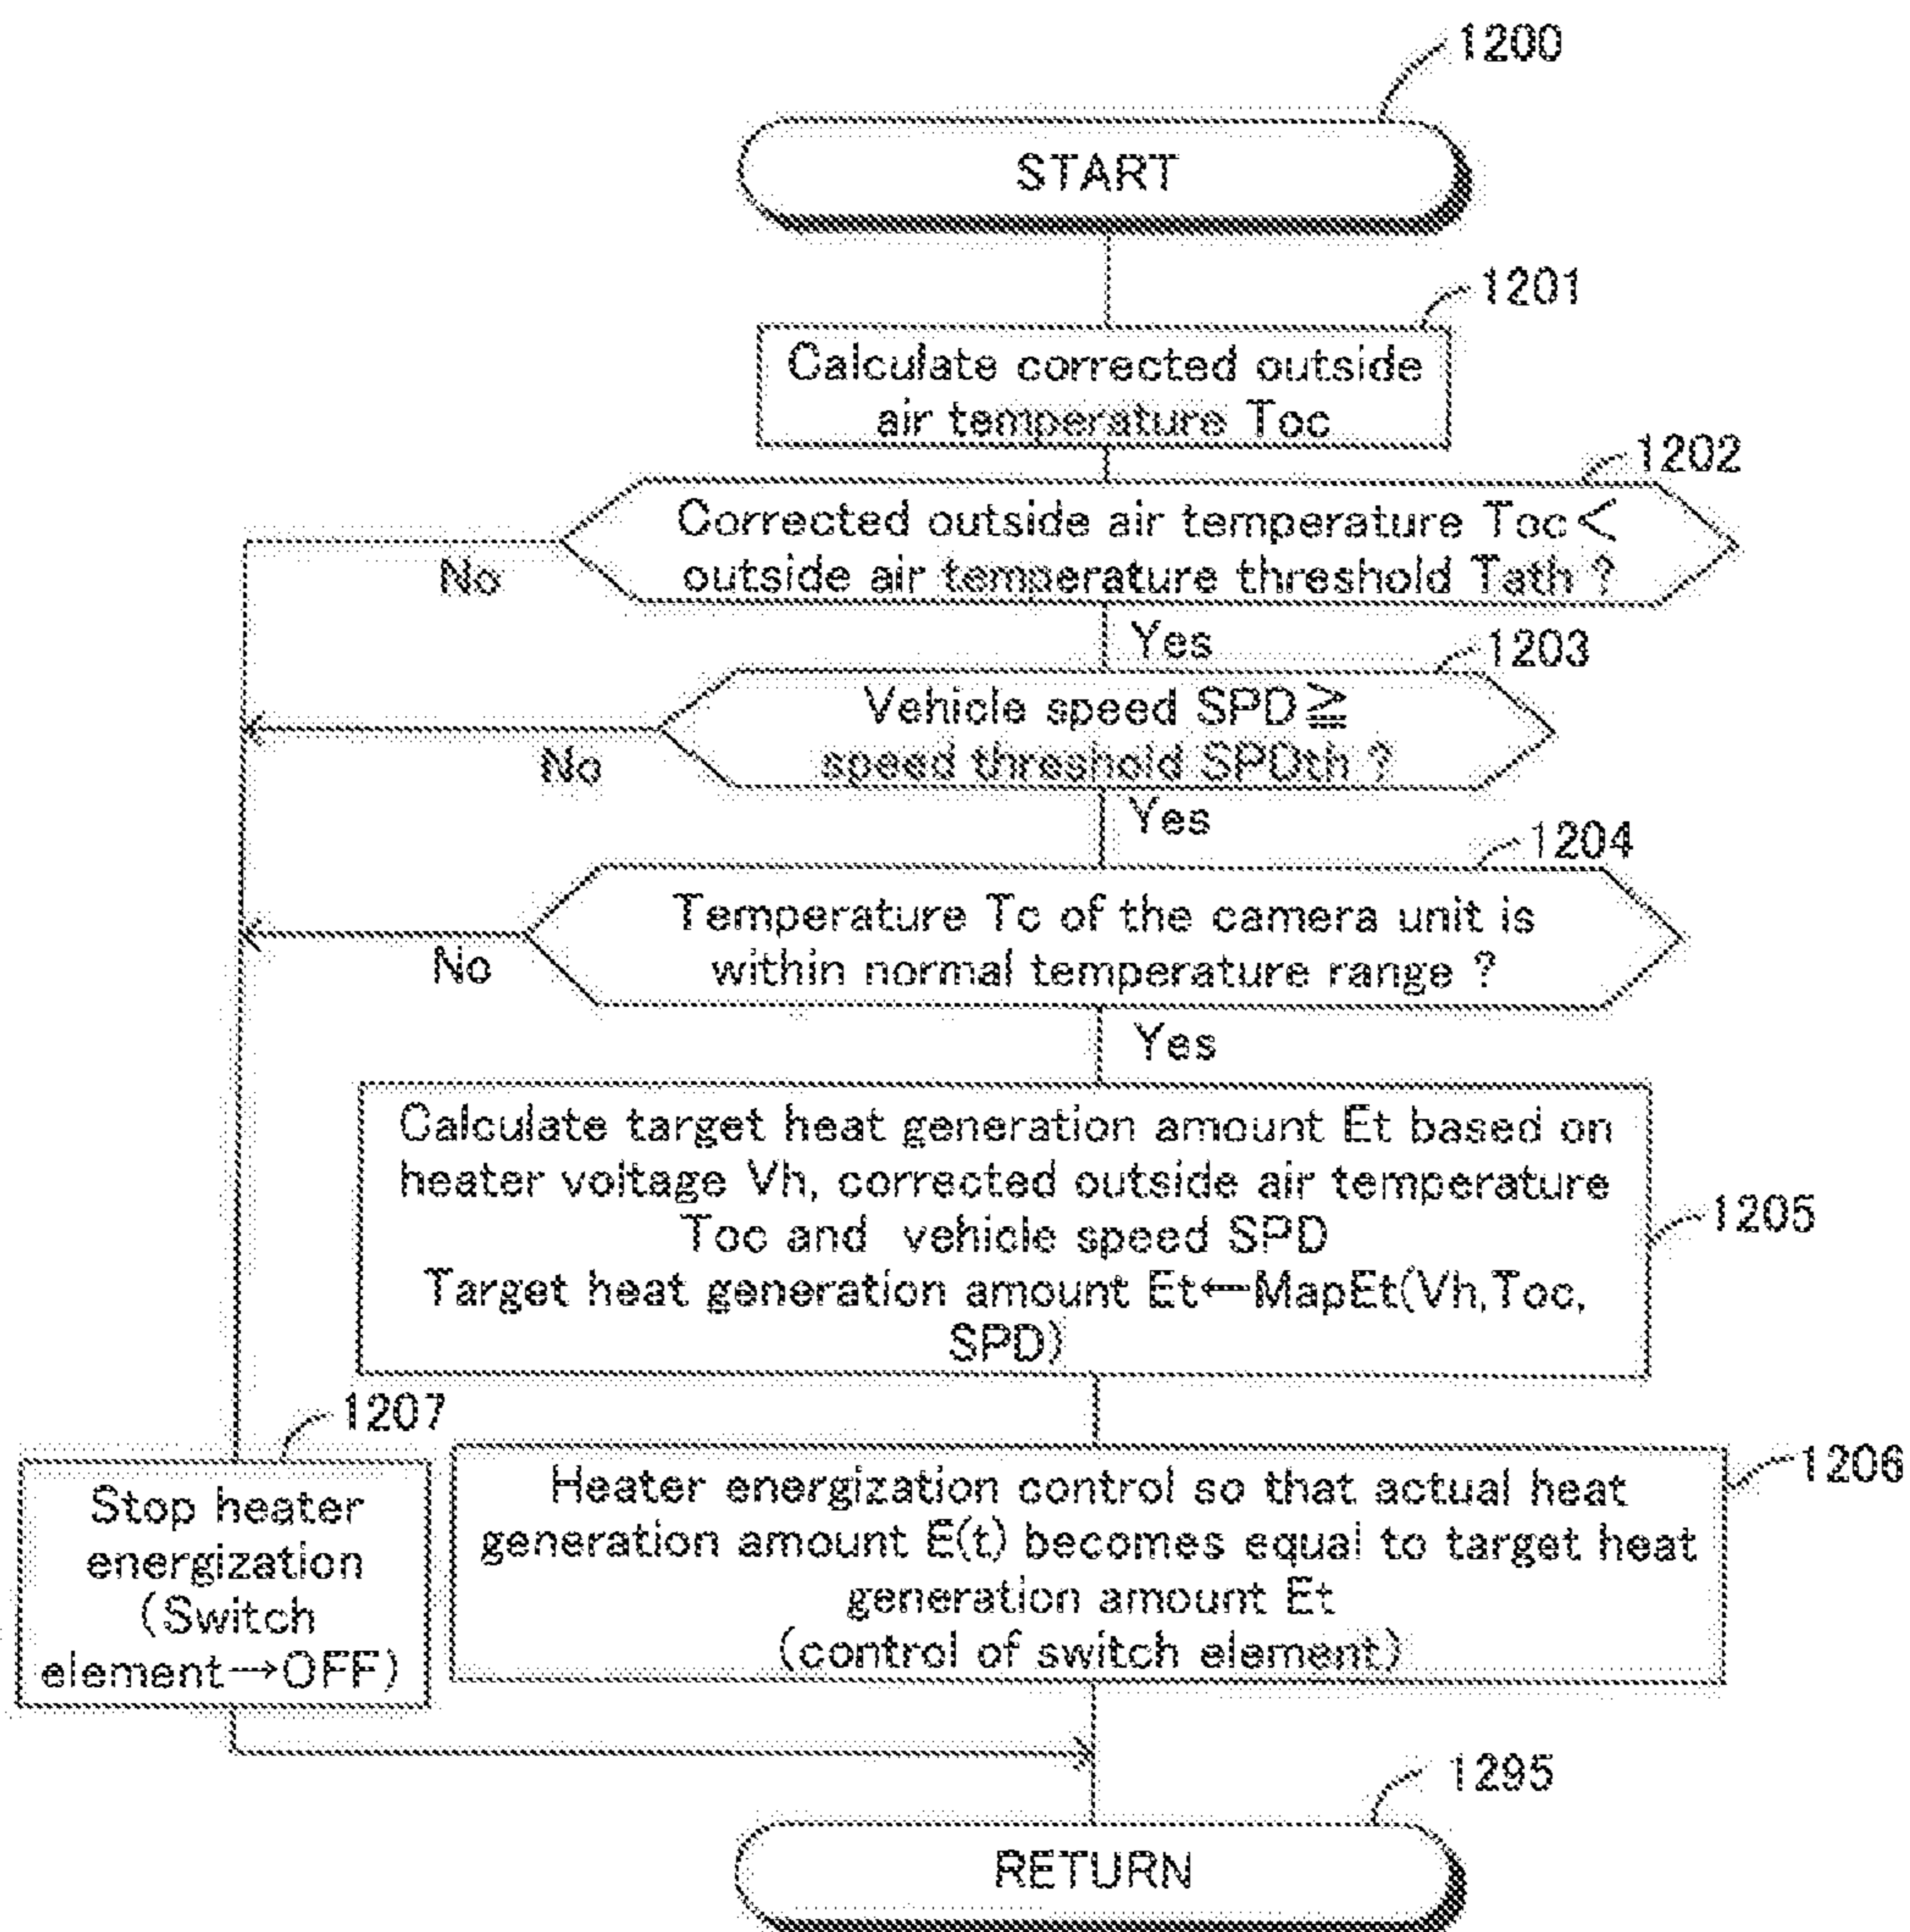 1200
START
1201
Calculate corrected outside
air temperature Toc
1202
Corrected outside air temperature Toc<
outside air temperature threshold Tath ?
No
Yes
1203
Vehicle speed SPD≧
speed threshold SPDth ?
No
Yes
1204
Temperature Tc of the camera unit is
within normal temperature range ?
No
Yes
Calculate target heat generation amount Et based on
heater voltage Vh, corrected outside air temperature
Toc and vehicle speed SPD
Target heat generation amount Et←MapEt(Vh,Toc,
SPD)
1205
1207
Stop heater
energization
(Switch
element→OFF)
Heater energization control so that actual heat
generation amount E(t) becomes equal to target heat
generation amount Et
(control of switch element)
1206
1295
RETURN